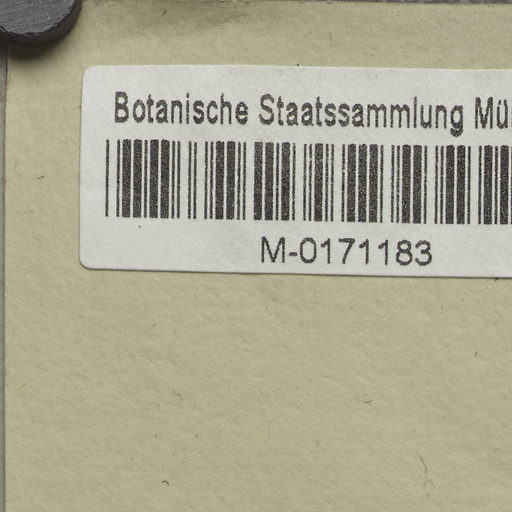 Botanische Staatssammlung Mü
M-0171183